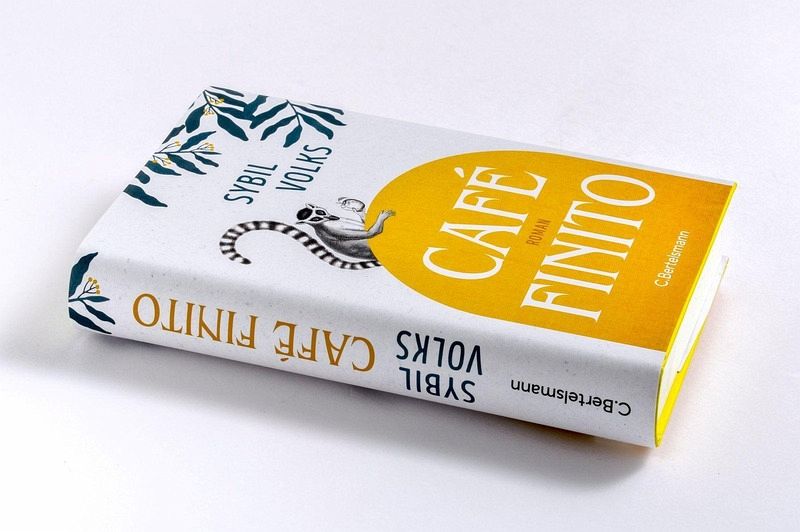 SYBIL
VOLKS
CAFÉ
ROMAN
FINITO
C.Bertelsmann
CAFÉ FINITO
SYBIL
VOLKS
C.Bertelsmann